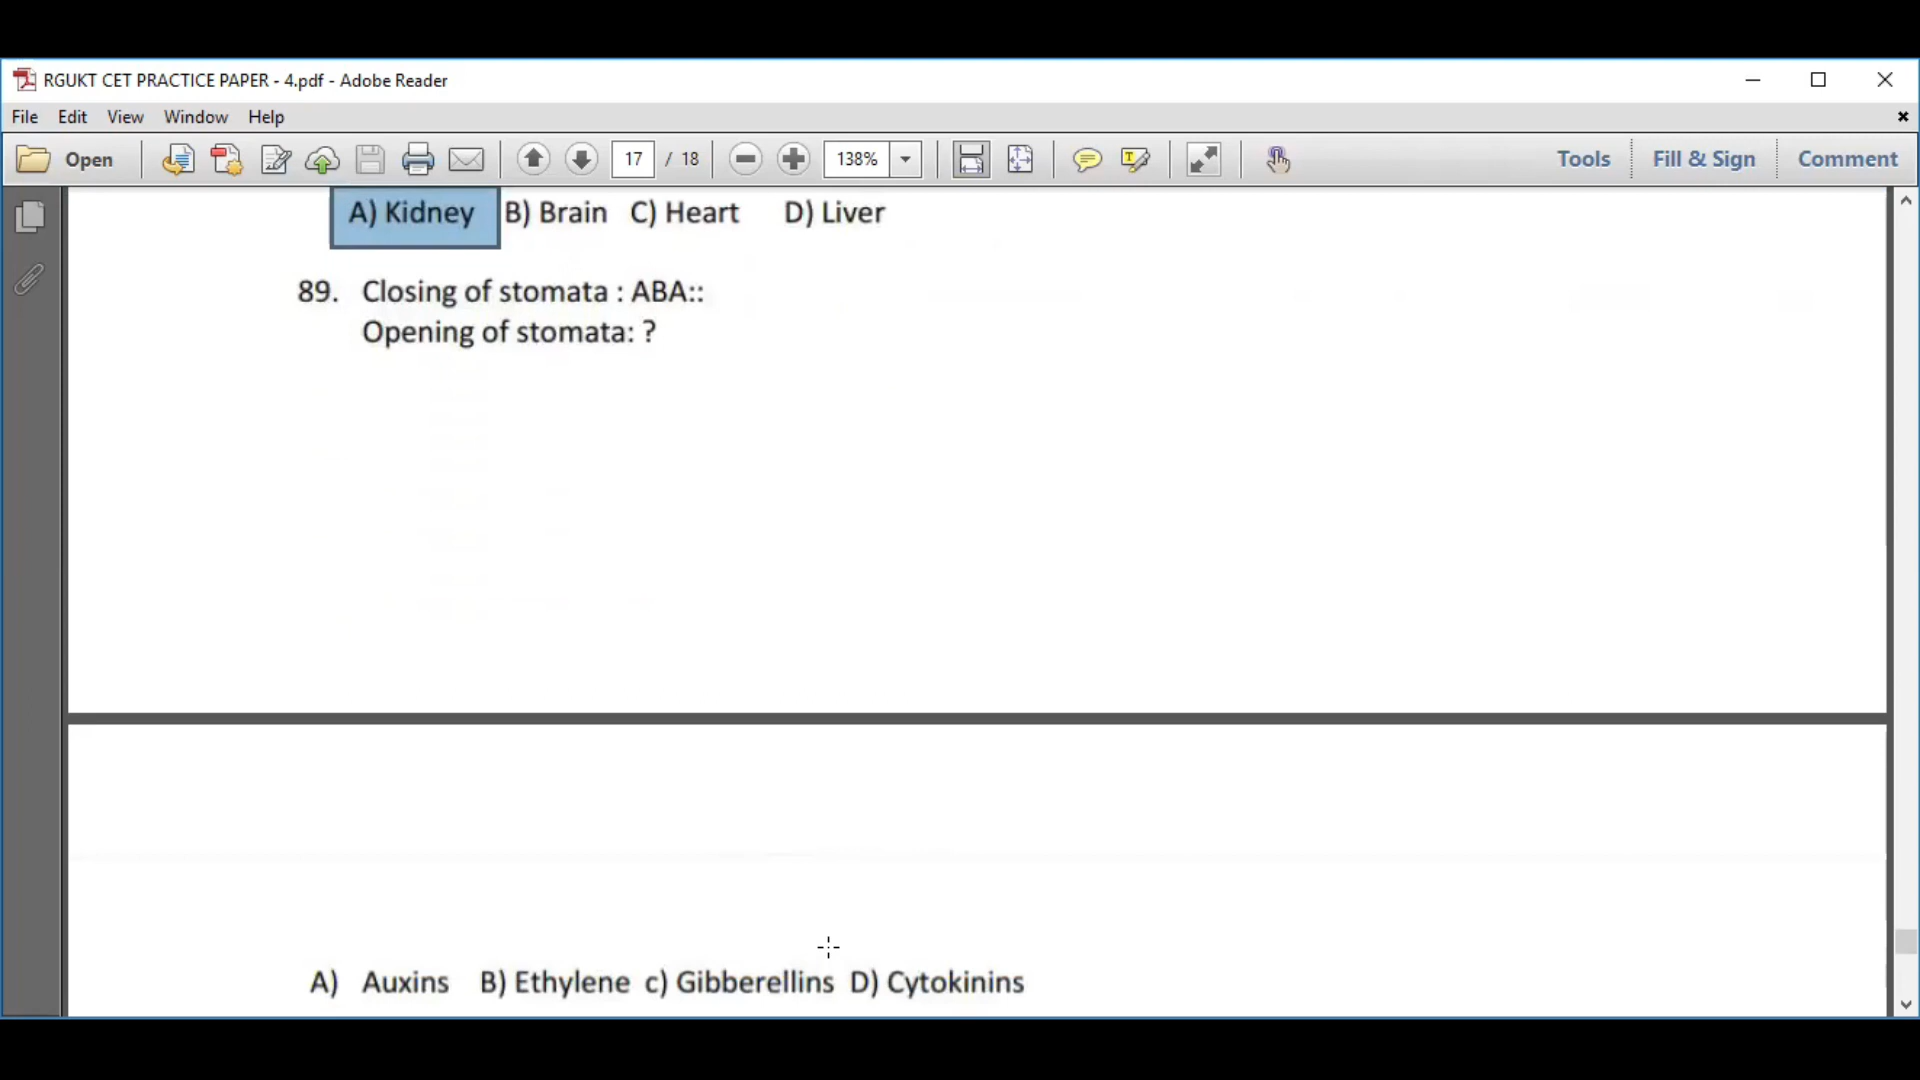 RGUKT CET PRACTICE PAPER - 4.pdf - Adobe Reader
File Edit View Window Help
Open 17 / 18 138% Tools Fill & Sign Comment
A) Kidney B) Brain C) Heart D) Liver
89. Closing of stomata : ABA::
Opening of stomata: ?
A) Auxins B) Ethylene c) Gibberellins D) Cytokinins